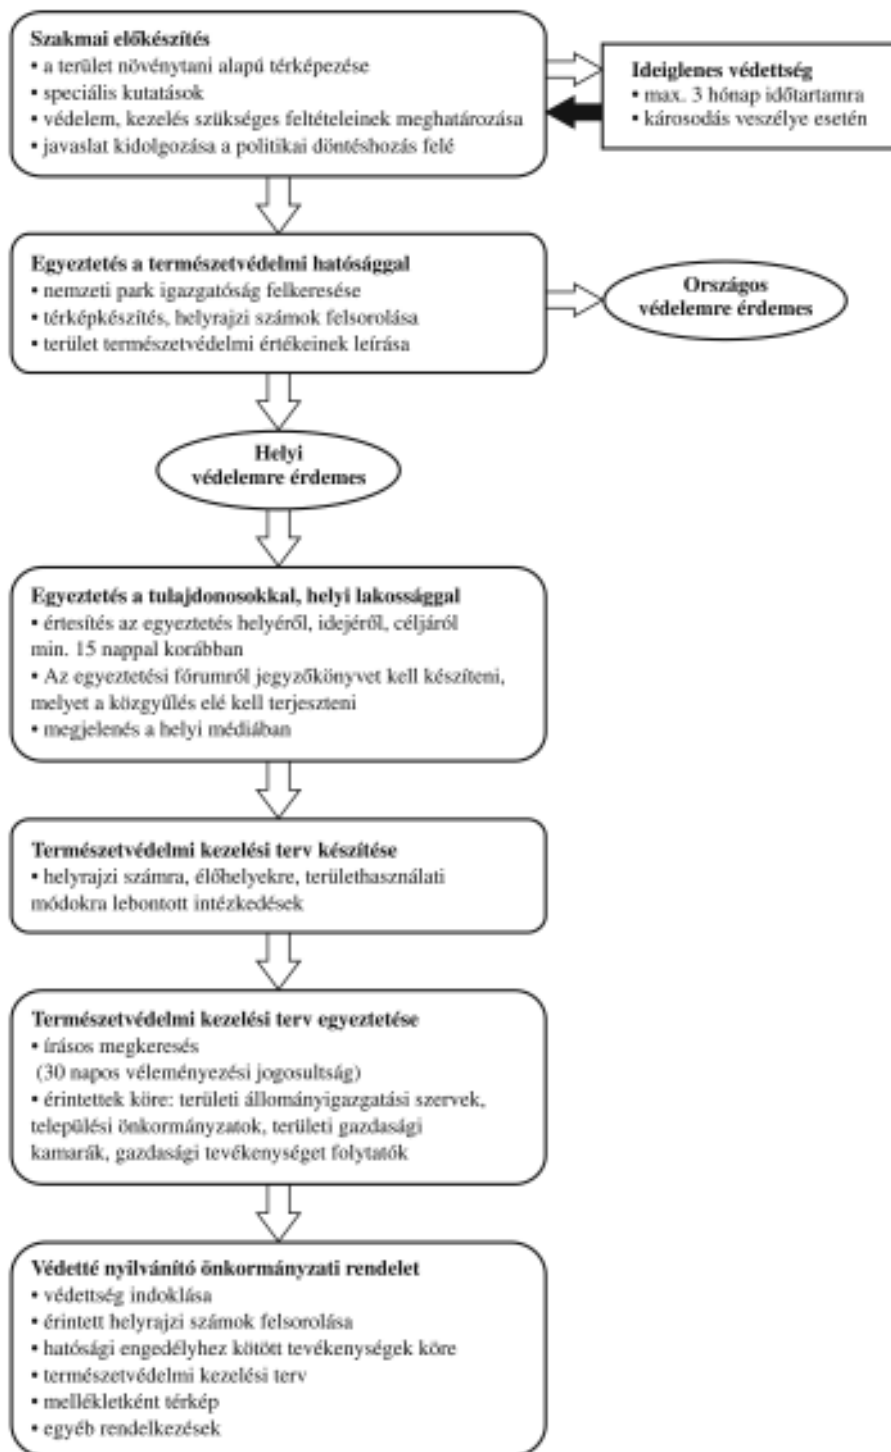 Szakmai előkészítés
• a terület növénytani alapú térképezése
• speciális kutatások
• védelem, kezelés szükséges feltételeinek meghatározása
• javaslat kidolgozása a politikai döntéshozás felé
Ideiglenes védettség
• max. 3 hónap időtartamra
• károsodás veszélye esetén
Egyeztetés a természetvédelmi hatósággal
• nemzeti park igazgatóság felkeresése
• térképkészítés, helyrajzi számok felsorolása
• terület természetvédelmi értékeinek leírása
Országos
védelemre érdemes
Helyi
védelemre érdemes
Egyeztetés a tulajdonosokkal, helyi lakossággal
• értesítés az egyeztetés helyéről, idejéről, céljáról
min. 15 nappal korábban
• Az egyeztetési fórumról jegyzőkönyvet kell készíteni,
melyet a közgyűlés elé kell terjeszteni
• megjelenés a helyi médiában
Természetvédelmi kezelési terv készítése
• helyrajzi számra, élőhelyekre, területhasználati
módokra lebontott intézkedések
Természetvédelmi kezelési terv egyeztetése
• írásos megkeresés
(30 napos véleményezési jogosultság)
• érintettek köre: területi állományigazgatási szervek,
települési önkormányzatok, területi gazdasági
kamarák, gazdasági tevékenységet folytatók
Védetté nyilvánító önkormányzati rendelet
• védettség indoklása
• érintett helyrajzi számok felsorolása
• hatósági engedélyhez kötött tevékenységek köre
• természetvédelmi kezelési terv
• mellékletként térkép
• egyéb rendelkezések